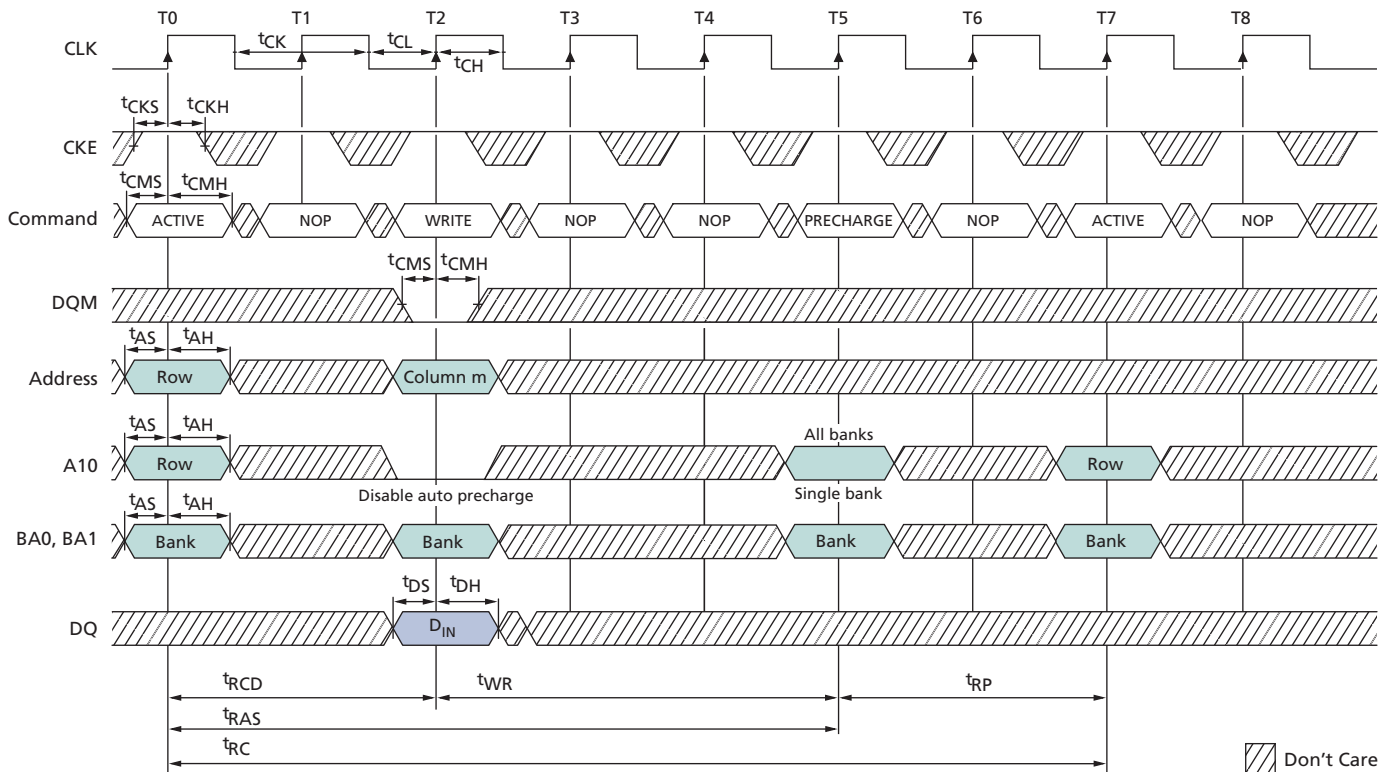 T0 T1 T2 T3 T4 T5 T6 T7 T8
CLK
tCK tCL
tCH
tCKS tCKH
CKE
tCMS tCMH
Command ACTIVE NOP WRITE NOP NOP PRECHARGE NOP ACTIVE NOP
tCMS tCMH
DQM
tAS tAH
Address Row Column m
tAS tAH All banks
A10 Row Row
Disable auto precharge Single bank
tAS tAH
BA0, BA1 Bank Bank Bank Bank
tDS tDH
DQ DIN
tRCD tWR tRP
tRAS
tRC
Don't Care